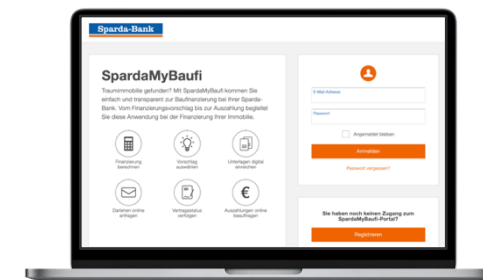 Sparda-Bank
SpardaMyBaufi
Traumimmobilie gefunden? Mit SpardaMyBaufi kommen Sie
einfach und transparent zur Baufinanzierung bei Ihrer Sparda-
Bank. Vom Finanzierungsvorschlag bis zur Auszahlung begleitet
Sie diese Anwendung bei der Finanzierung Ihrer Immobilie.
Finanzierung
berechnen
Vorschlag
auswählen
Unterlagen digital
einreichen
€
Darlehen online
anfragen
Vertragsstatus
verfolgen
Auszahlungen online
beauftragen
E-Mail-Adresse
Passwort
Angemeldet bleiben
Anmelden
Passwort vergessen?
Sie haben noch keinen Zugang zum
SpardaMyBaufi-Portal?
Registrieren